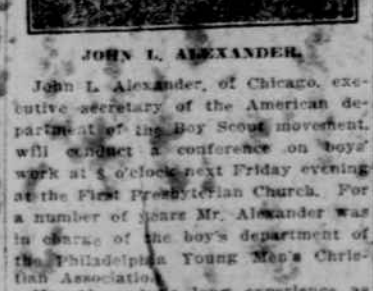 JOHN L. ALEXANDER.
John L. Alexander, of Chicago, exe-
cutive secretary of the American de-
partment of the Boy Scout movement,
will conduct a conference on boys'
work at 8 o'clock next Friday evening
at the First Presbyterian Church. For
a number of years Mr. Alexander was
in charge of the boy's department of
the Philadelphia Young Men's Chris-
tian Association.
long experience as